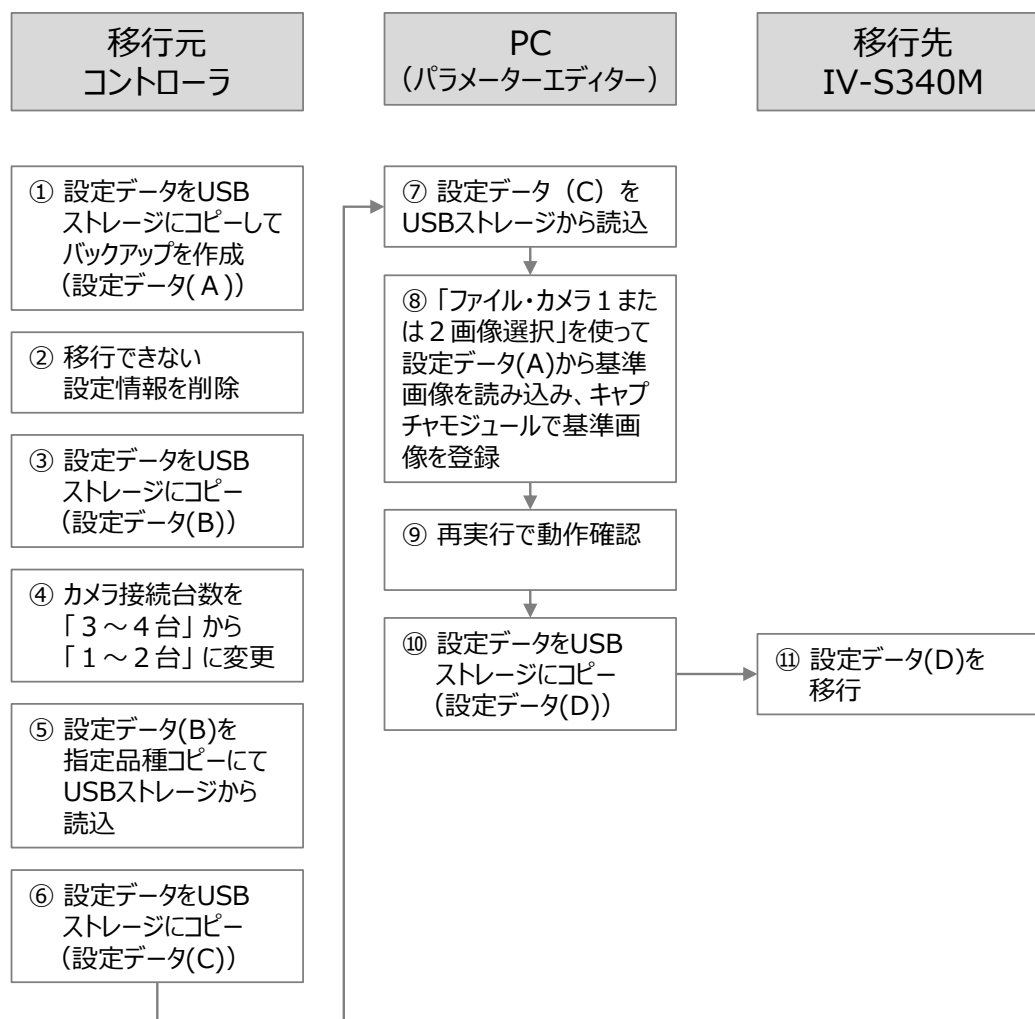 移行元
コントローラ
PC
（パラメーターエディター）
移行先
IV-S340M
① 設定データをUSB
ストレージにコピーして
バックアップを作成
（設定データ(Ａ)）
② 移行できない
設定情報を削除
③ 設定データをUSB
ストレージにコピー
（設定データ(B)）
④ カメラ接続台数を
「３～４台」から
「１～２台」に変更
⑤ 設定データ(B)を
指定品種コピーにて
USBストレージから
読込
⑥ 設定データをUSB
ストレージにコピー
（設定データ(C)）
⑦ 設定データ（C）を
USBストレージから読込
⑧「ファイル・カメラ１また
は２画像選択」を使って
設定データ(A)から基準
画像を読み込み、キャプ
チャモジュールで基準画
像を登録
⑨ 再実行で動作確認
⑩ 設定データをUSB
ストレージにコピー
（設定データ(D)）
⑪ 設定データ(D)を
移行